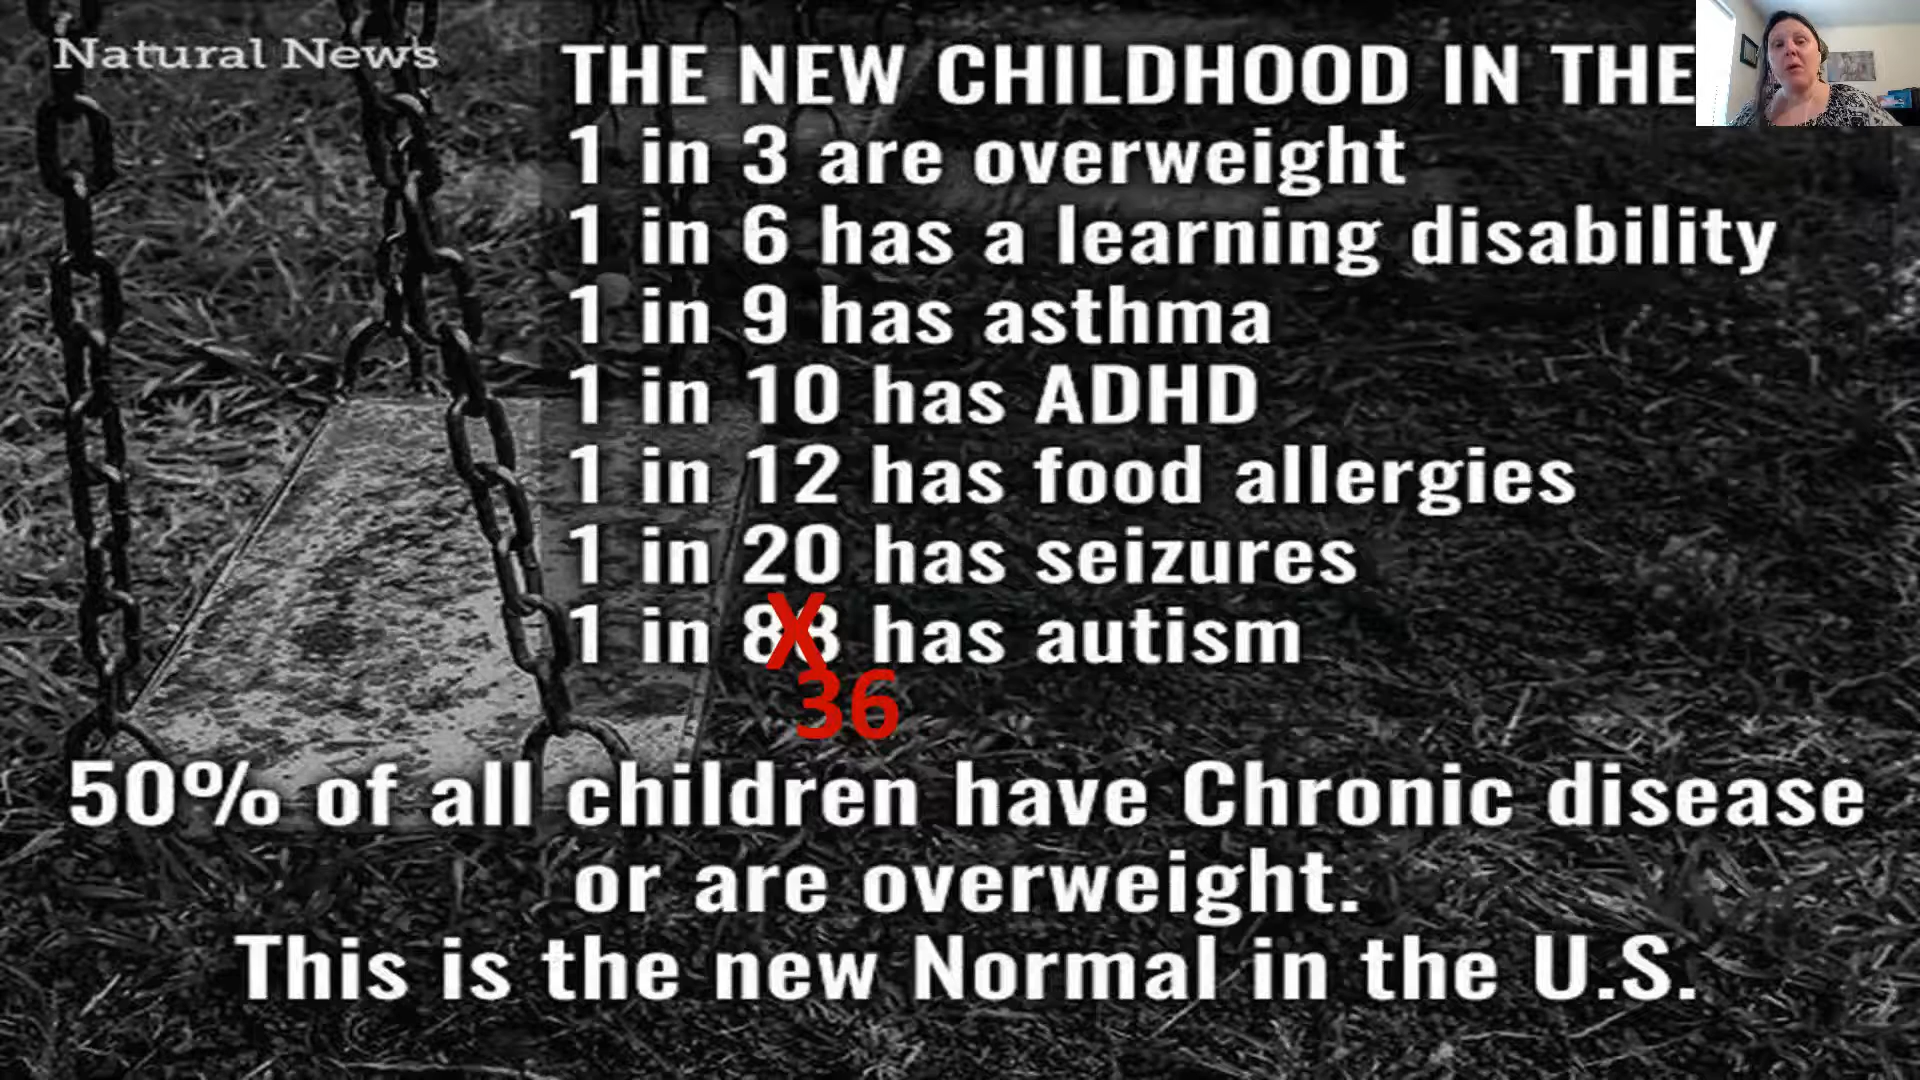 Natural News
THE NEW CHILDHOOD IN THE
1 in 3 are overweight
1 in 6 has a learning disability
1 in 9 has asthma
1 in 10 has ADHD
1 in 12 has food allergies
1 in 20 has seizures
1 in 88 has autism
X
36
50% of all children have Chronic disease
or are overweight.
This is the new Normal in the U.S.